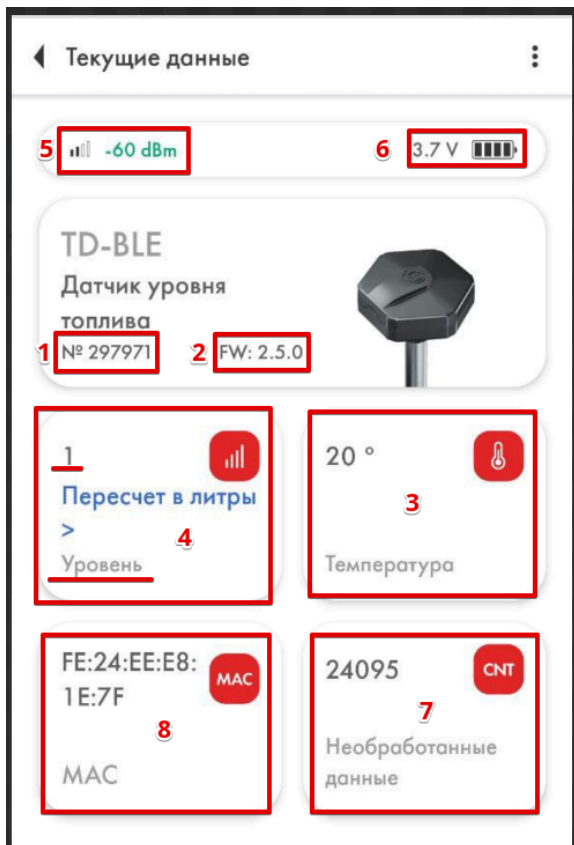 Текущие данные
5 -60 dBm 6 3.7 V
TD-BLE
Датчик уровня
топлива
1 № 297971 2 FW: 2.5.0
1
Пересчет в литры
>
4
Уровень
20 °
3
Температура
FE:24:EE:E8:
1E:7F
MAC
8
MAC
24095
CNT
7
Необработанные
данные